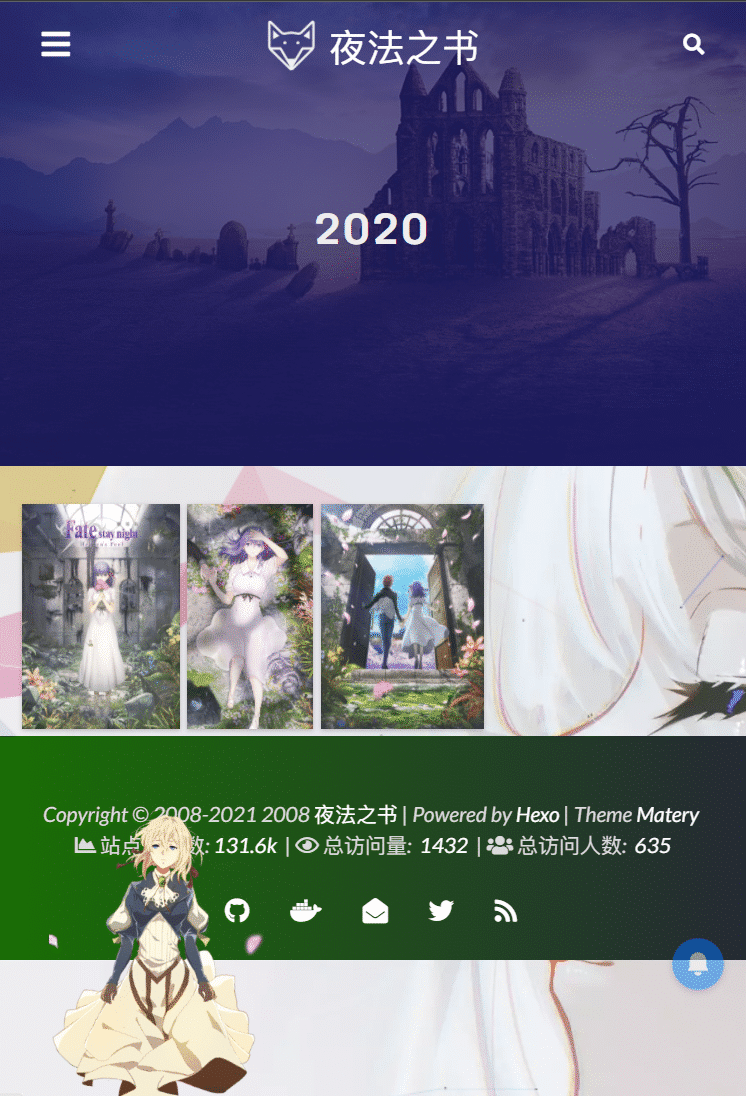 夜法之书
2020
Fate stay night
Copyright © 2008-2021 2008 夜法之书 | Powered by Hexo | Theme Matery
站点 数: 131.6k | 总访问量: 1432 | 总访问人数: 635